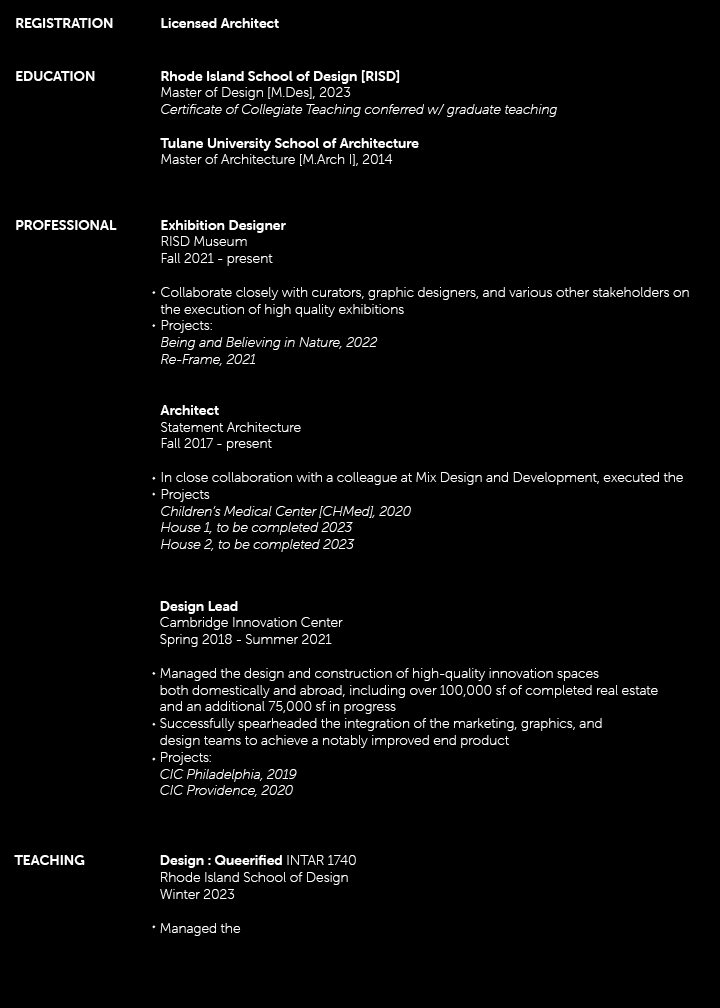 REGISTRATION Licensed Architect
EDUCATION Rhode Island School of Design [RISD]
Master of Design [M.Des], 2023
Certificate of Collegiate Teaching conferred w/ graduate teaching
Tulane University School of Architecture
Master of Architecture [M.Arch I], 2014
PROFESSIONAL Exhibition Designer
RISD Museum
Fall 2021 - present
• Collaborate closely with curators, graphic designers, and various other stakeholders on
the execution of high quality exhibitions
• Projects:
Being and Believing in Nature, 2022
Re-Frame, 2021
Architect
Statement Architecture
Fall 2017 - present
• In close collaboration with a colleague at Mix Design and Development, executed the
• Projects
Children's Medical Center [CHMed], 2020
House 1, to be completed 2023
House 2, to be completed 2023
Design Lead
Cambridge Innovation Center
Spring 2018 - Summer 2021
• Managed the design and construction of high-quality innovation spaces
both domestically and abroad, including over 100,000 sf of completed real estate
and an additional 75,000 sf in progress
• Successfully spearheaded the integration of the marketing, graphics, and
design teams to achieve a notably improved end product
• Projects:
CIC Philadelphia, 2019
CIC Providence, 2020
TEACHING Design : Queerified INTAR 1740
Rhode Island School of Design
Winter 2023
• Managed the